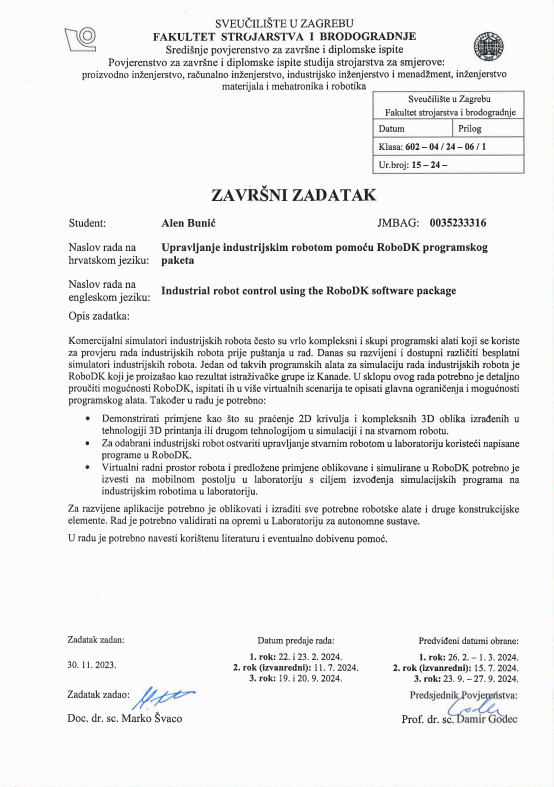 SVEUČILIŠTE U ZAGREBU
FAKULTET STROJARSTVA I BRODOGRADNJE
Središnje povjerenstvo za završne i diplomske ispite
Povjerenstvo za završne i diplomske ispite studija strojarstva za smjerove:
proizvodno inženjerstvo, računalno inženjerstvo, industrijsko inženjerstvo i menadžment, inženjerstvo
materijala i mehatronika i robotika
Sveučilište u Zagrebu
Fakultet strojarstva i brodogradnje
Datum Prilog
Klasa: 602 – 04 / 24 – 06 / 1
Ur.broj: 15 – 24 –
ZAVRŠNI ZADATAK
Student: Alen Bunić JMBAG: 0035233316
Naslov rada na hrvatskom jeziku: Upravljanje industrijskim robotom pomoću RoboDK programskog
paketa
Naslov rada na engleskom jeziku: Industrial robot control using the RoboDK software package
Opis zadatka:
Komercijalni simulatori industrijskih robota često su vrlo kompleksni i skupi programski alati koji se koriste
za provjeru rada industrijskih robota prije puštanja u rad. Danas su razvijeni i dostupni različiti besplatni
simulatori industrijskih robota. Jedan od takvih programskih alata za simulaciju rada industrijskih robota je
RoboDK koji je proizašao kao rezultat istraživačke grupe iz Kanade. U sklopu ovog rada potrebno je detaljno
proučiti mogućnosti RoboDK, ispitati ih u više virtualnih scenarija te opisati glavna ograničenja i mogućnosti
programskog alata. Također u radu je potrebno:
• Demonstrirati primjene kao što su praćenje 2D krivulja i kompleksnih 3D oblika izrađenih u
tehnologiji 3D printanja ili drugom tehnologijom u simulaciji i na stvarnom robotu.
• Za odabrani industrijski robot ostvariti upravljanje stvarnim robotom u laboratoriju koristeći napisane
programe u RoboDK.
• Virtualni radni prostor robota i predložene primjene oblikovane i simulirane u RoboDK potrebno je
izvesti na mobilnom postolju u laboratoriju s ciljem izvođenja simulacijskih programa na
industrijskim robotima u laboratoriju.
Za razvijene aplikacije potrebno je oblikovati i izraditi sve potrebne robotske alate i druge konstrukcijske
elemente. Rad je potrebno validirati na opremi u Laboratoriju za autonomne sustave.
U radu je potrebno navesti korištenu literaturu i eventualno dobivenu pomoć.
Zadatak zadan: Datum predaje rada: Predviđeni datumi obrane:
30. 11. 2023.
1. rok: 22. i 23. 2. 2024. 1. rok: 26. 2. – 1. 3. 2024.
2. rok (izvanredni): 11. 7. 2024. 2. rok (izvanredni): 15. 7. 2024.
3. rok: 19. i 20. 9. 2024. 3. rok: 23. 9. – 27. 9. 2024.
Zadatak zadao: Predsjednik Povjerenstva:
Doc. dr. sc. Marko Švaco Prof. dr. sc. Damir Godec